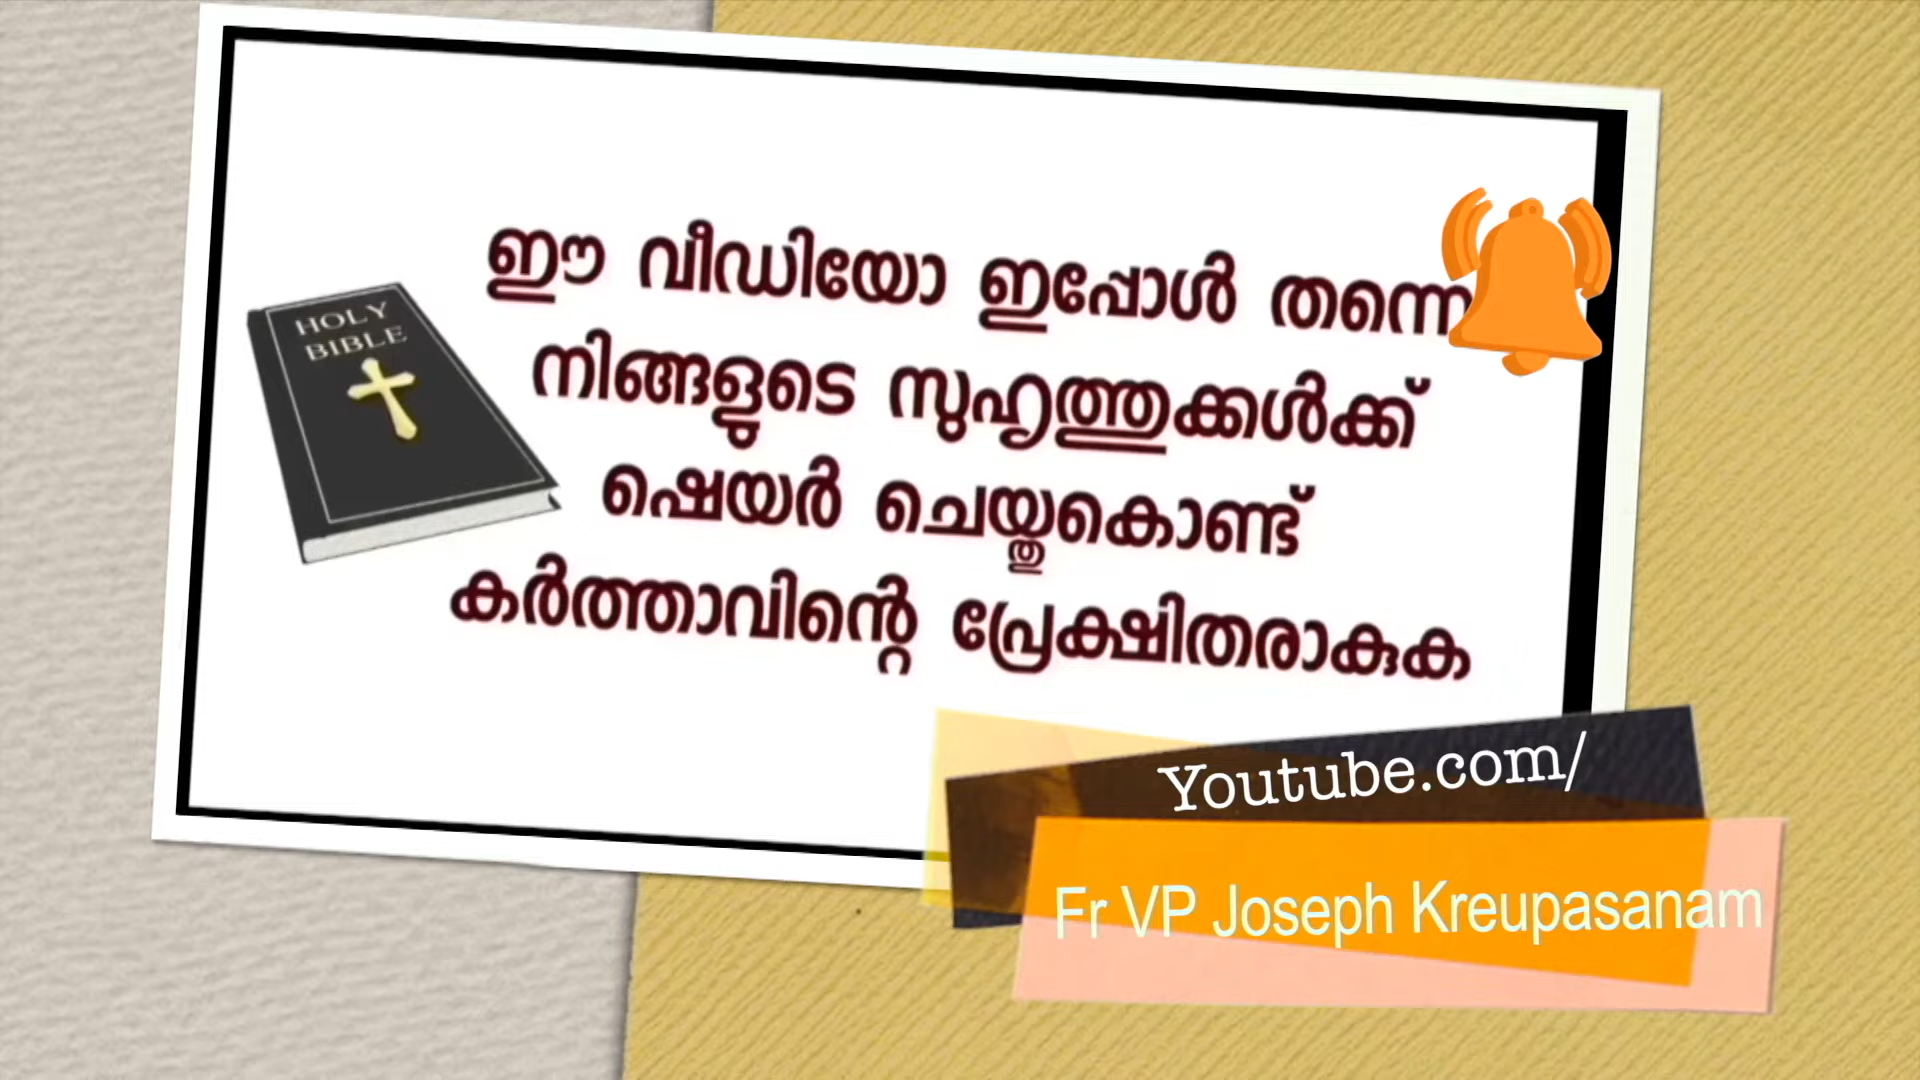 HOLY
BIBLE
ഈ വീഡിയോ ഇപ്പോൾ തന്നെ
നിങ്ങളുടെ സുഹൃത്തുക്കൾക്ക്
ഷെയർ ചെയ്തുകൊണ്ട്
കർത്താവിന്റെ പ്രേക്ഷിതരാകുക
Youtube.com/
Fr VP Joseph Kreupasanam